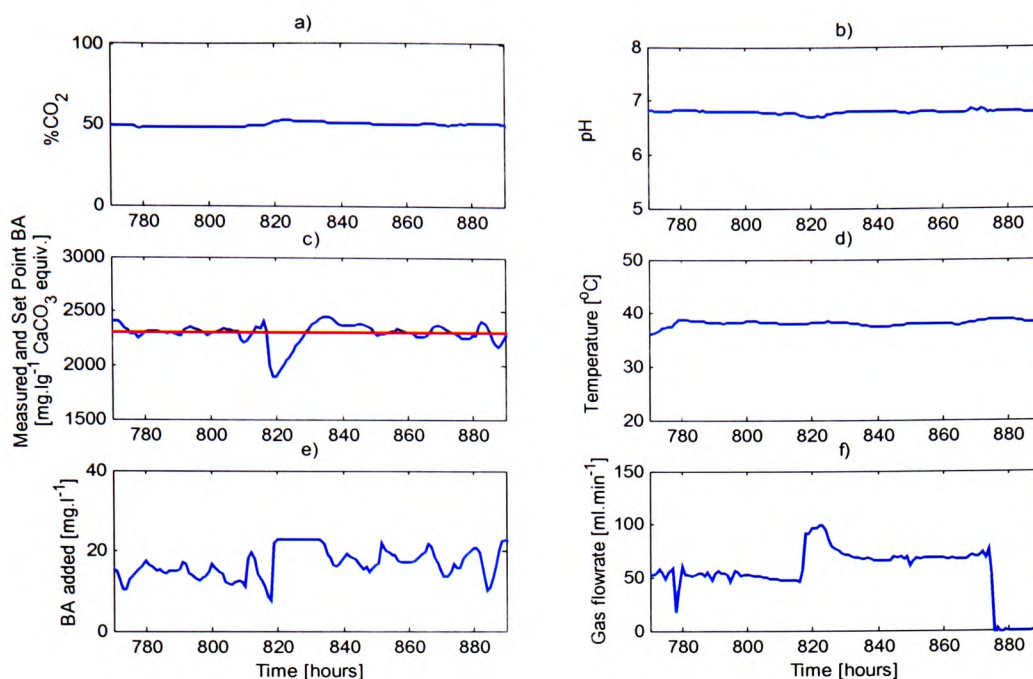 a)
%CO2
100
50
0
780 800 820 840 860 880
b)
pH
8
7
6
5
780 800 820 840 860 880
c)
Measured and Set Point BA
[mg.lg-1 CaCO3 equiv.]
3000
2500
2000
1500
780 800 820 840 860 880
d)
Temperature [OC]
50
40
30
20
780 800 820 840 860 880
e)
BA added [mg.l-1]
40
20
0
780 800 820 840 860 880
Time [hours]
f)
Gas flowrate [ml.min-1]
150
100
50
0
780 800 820 840 860 880
Time [hours]